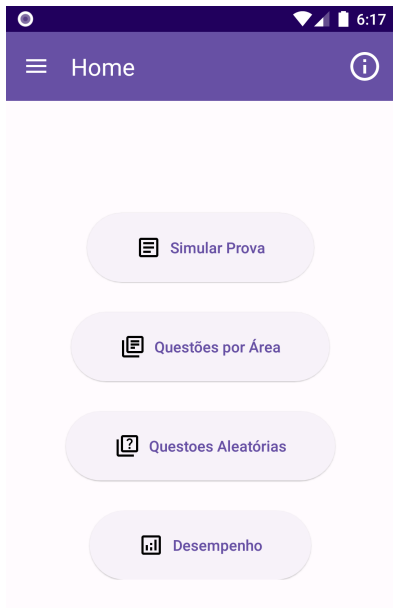 6:17
Home
Simular Prova
Questões por Área
Questoes Aleatórias
Desempenho